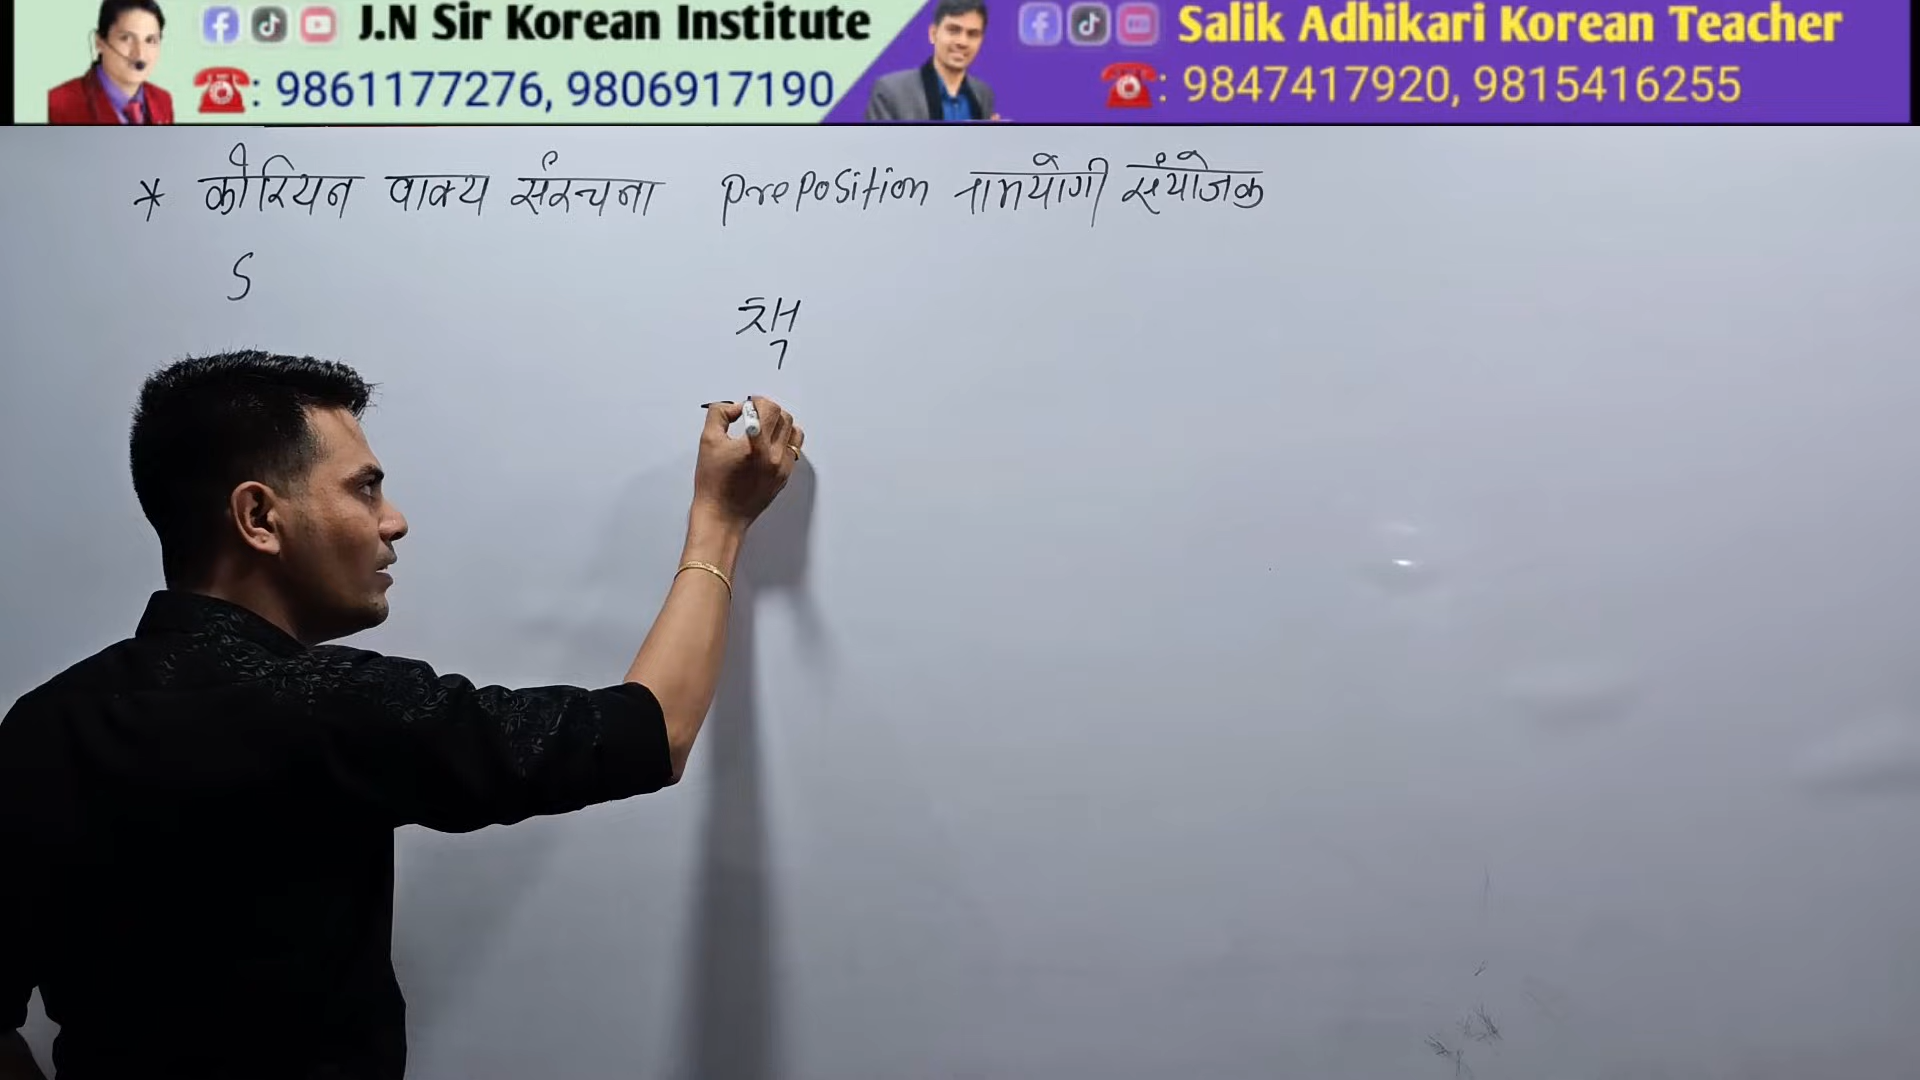 J.N Sir Korean Institute
: 9861177276, 9806917190
Salik Adhikari Korean Teacher
: 9847417920, 9815416255
* कोरियन वाक्य संरचना preposition नामयोगी संयोजक
S
책